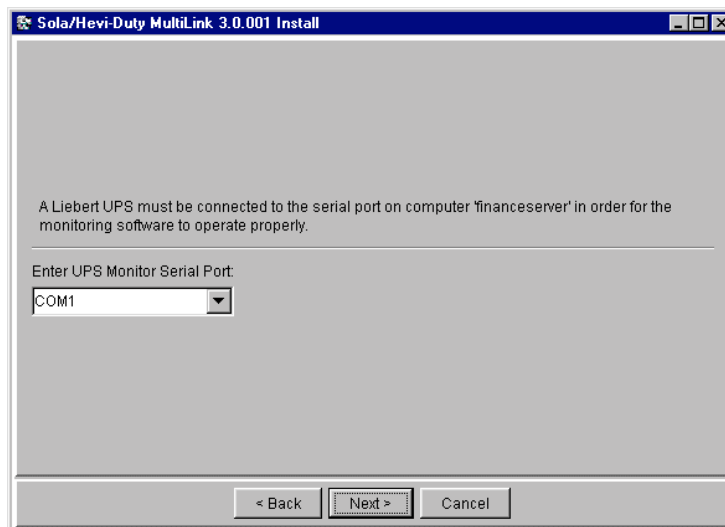 Sola/Hevi-Duty MultiLink 3.0.001 Install
A Liebert UPS must be connected to the serial port on computer 'financeserver' in order for the
monitoring software to operate properly.
Enter UPS Monitor Serial Port:
COM1
< Back Next > Cancel